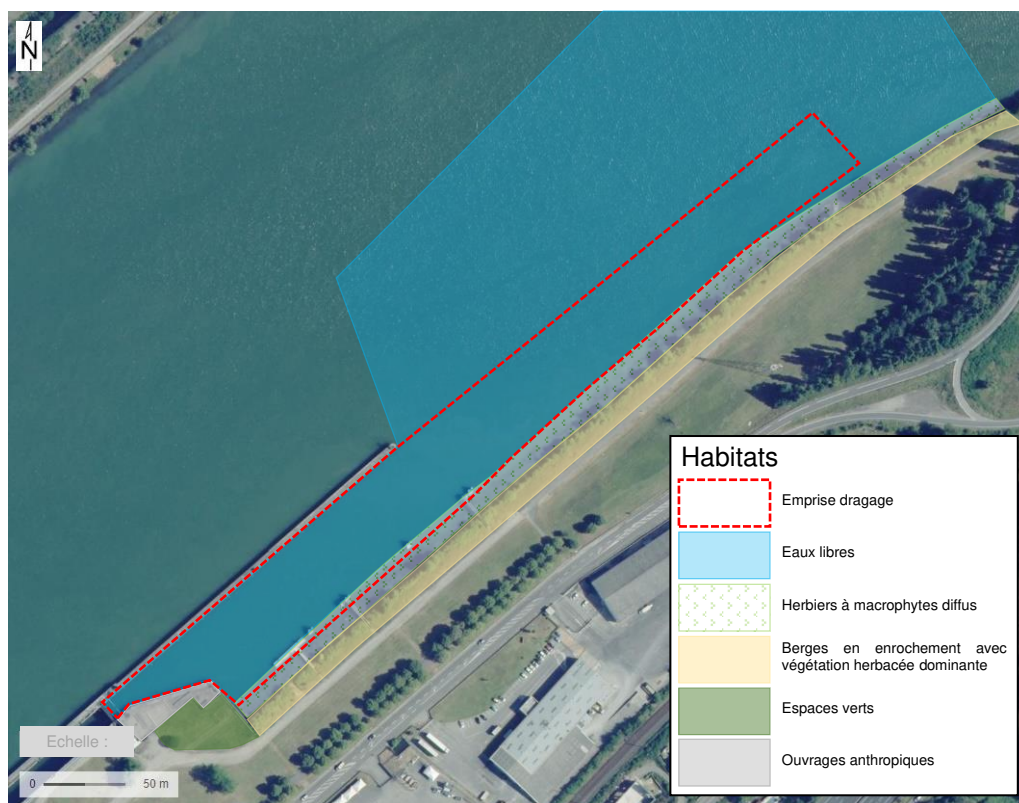 N
Habitats
Emprise dragage
Eaux libres
Herbiers à macrophytes diffus
Berges en enrochement avec
végétation herbacée dominante
Espaces verts
Ouvrages anthropiques
Echelle :
0 50 m